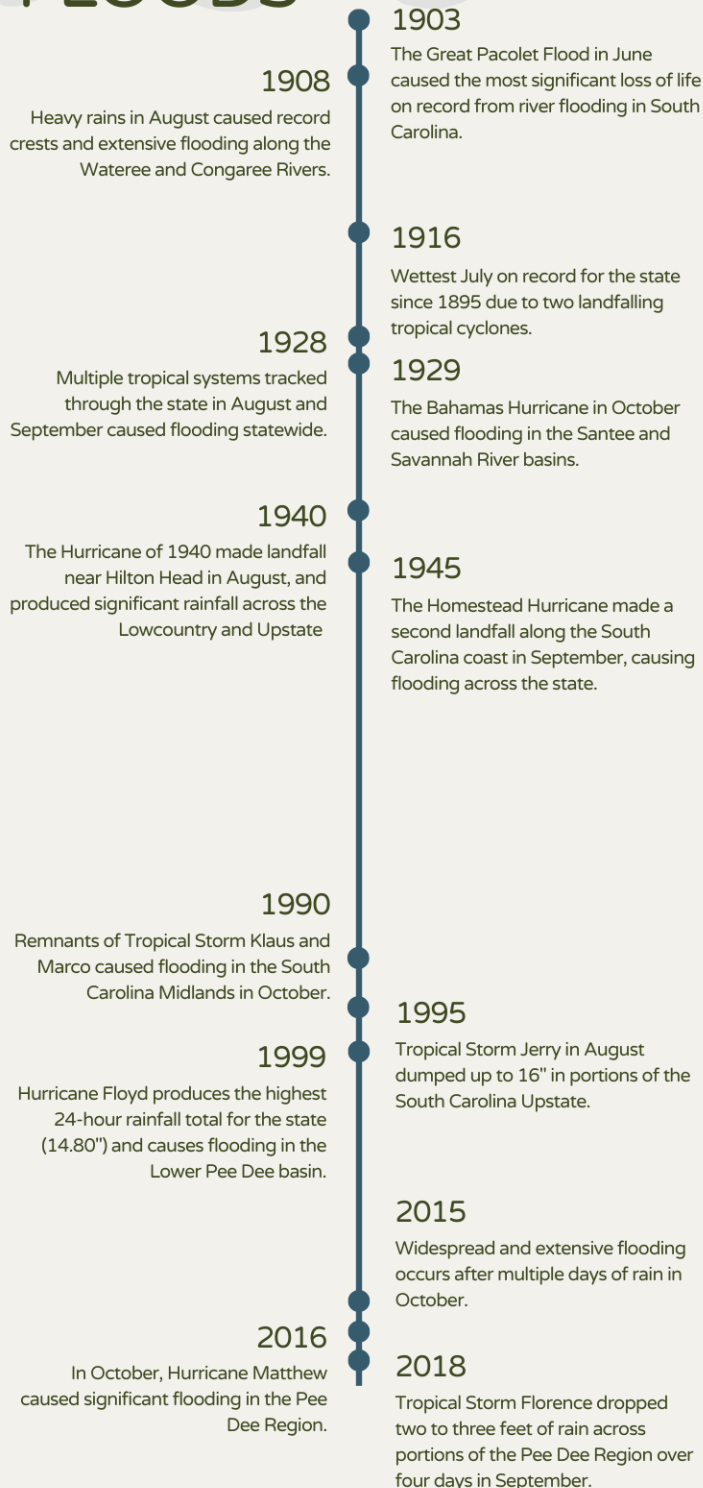 FLOODS
1903
The Great Pacolet Flood in June
caused the most significant loss of life
on record from river flooding in South
Carolina.
1908
Heavy rains in August caused record
crests and extensive flooding along the
Wateree and Congaree Rivers.
1916
Wettest July on record for the state
since 1895 due to two landfalling
tropical cyclones.
1928
Multiple tropical systems tracked
through the state in August and
September caused flooding statewide.
1929
The Bahamas Hurricane in October
caused flooding in the Santee and
Savannah River basins.
1940
The Hurricane of 1940 made landfall
near Hilton Head in August, and
produced significant rainfall across the
Lowcountry and Upstate
1945
The Homestead Hurricane made a
second landfall along the South
Carolina coast in September, causing
flooding across the state.
1990
Remnants of Tropical Storm Klaus and
Marco caused flooding in the South
Carolina Midlands in October.
1995
Tropical Storm Jerry in August
dumped up to 16" in portions of the
South Carolina Upstate.
1999
Hurricane Floyd produces the highest
24-hour rainfall total for the state
(14.80") and causes flooding in the
Lower Pee Dee basin.
2015
Widespread and extensive flooding
occurs after multiple days of rain in
October.
2016
In October, Hurricane Matthew
caused significant flooding in the Pee
Dee Region.
2018
Tropical Storm Florence dropped
two to three feet of rain across
portions of the Pee Dee Region over
four days in September.